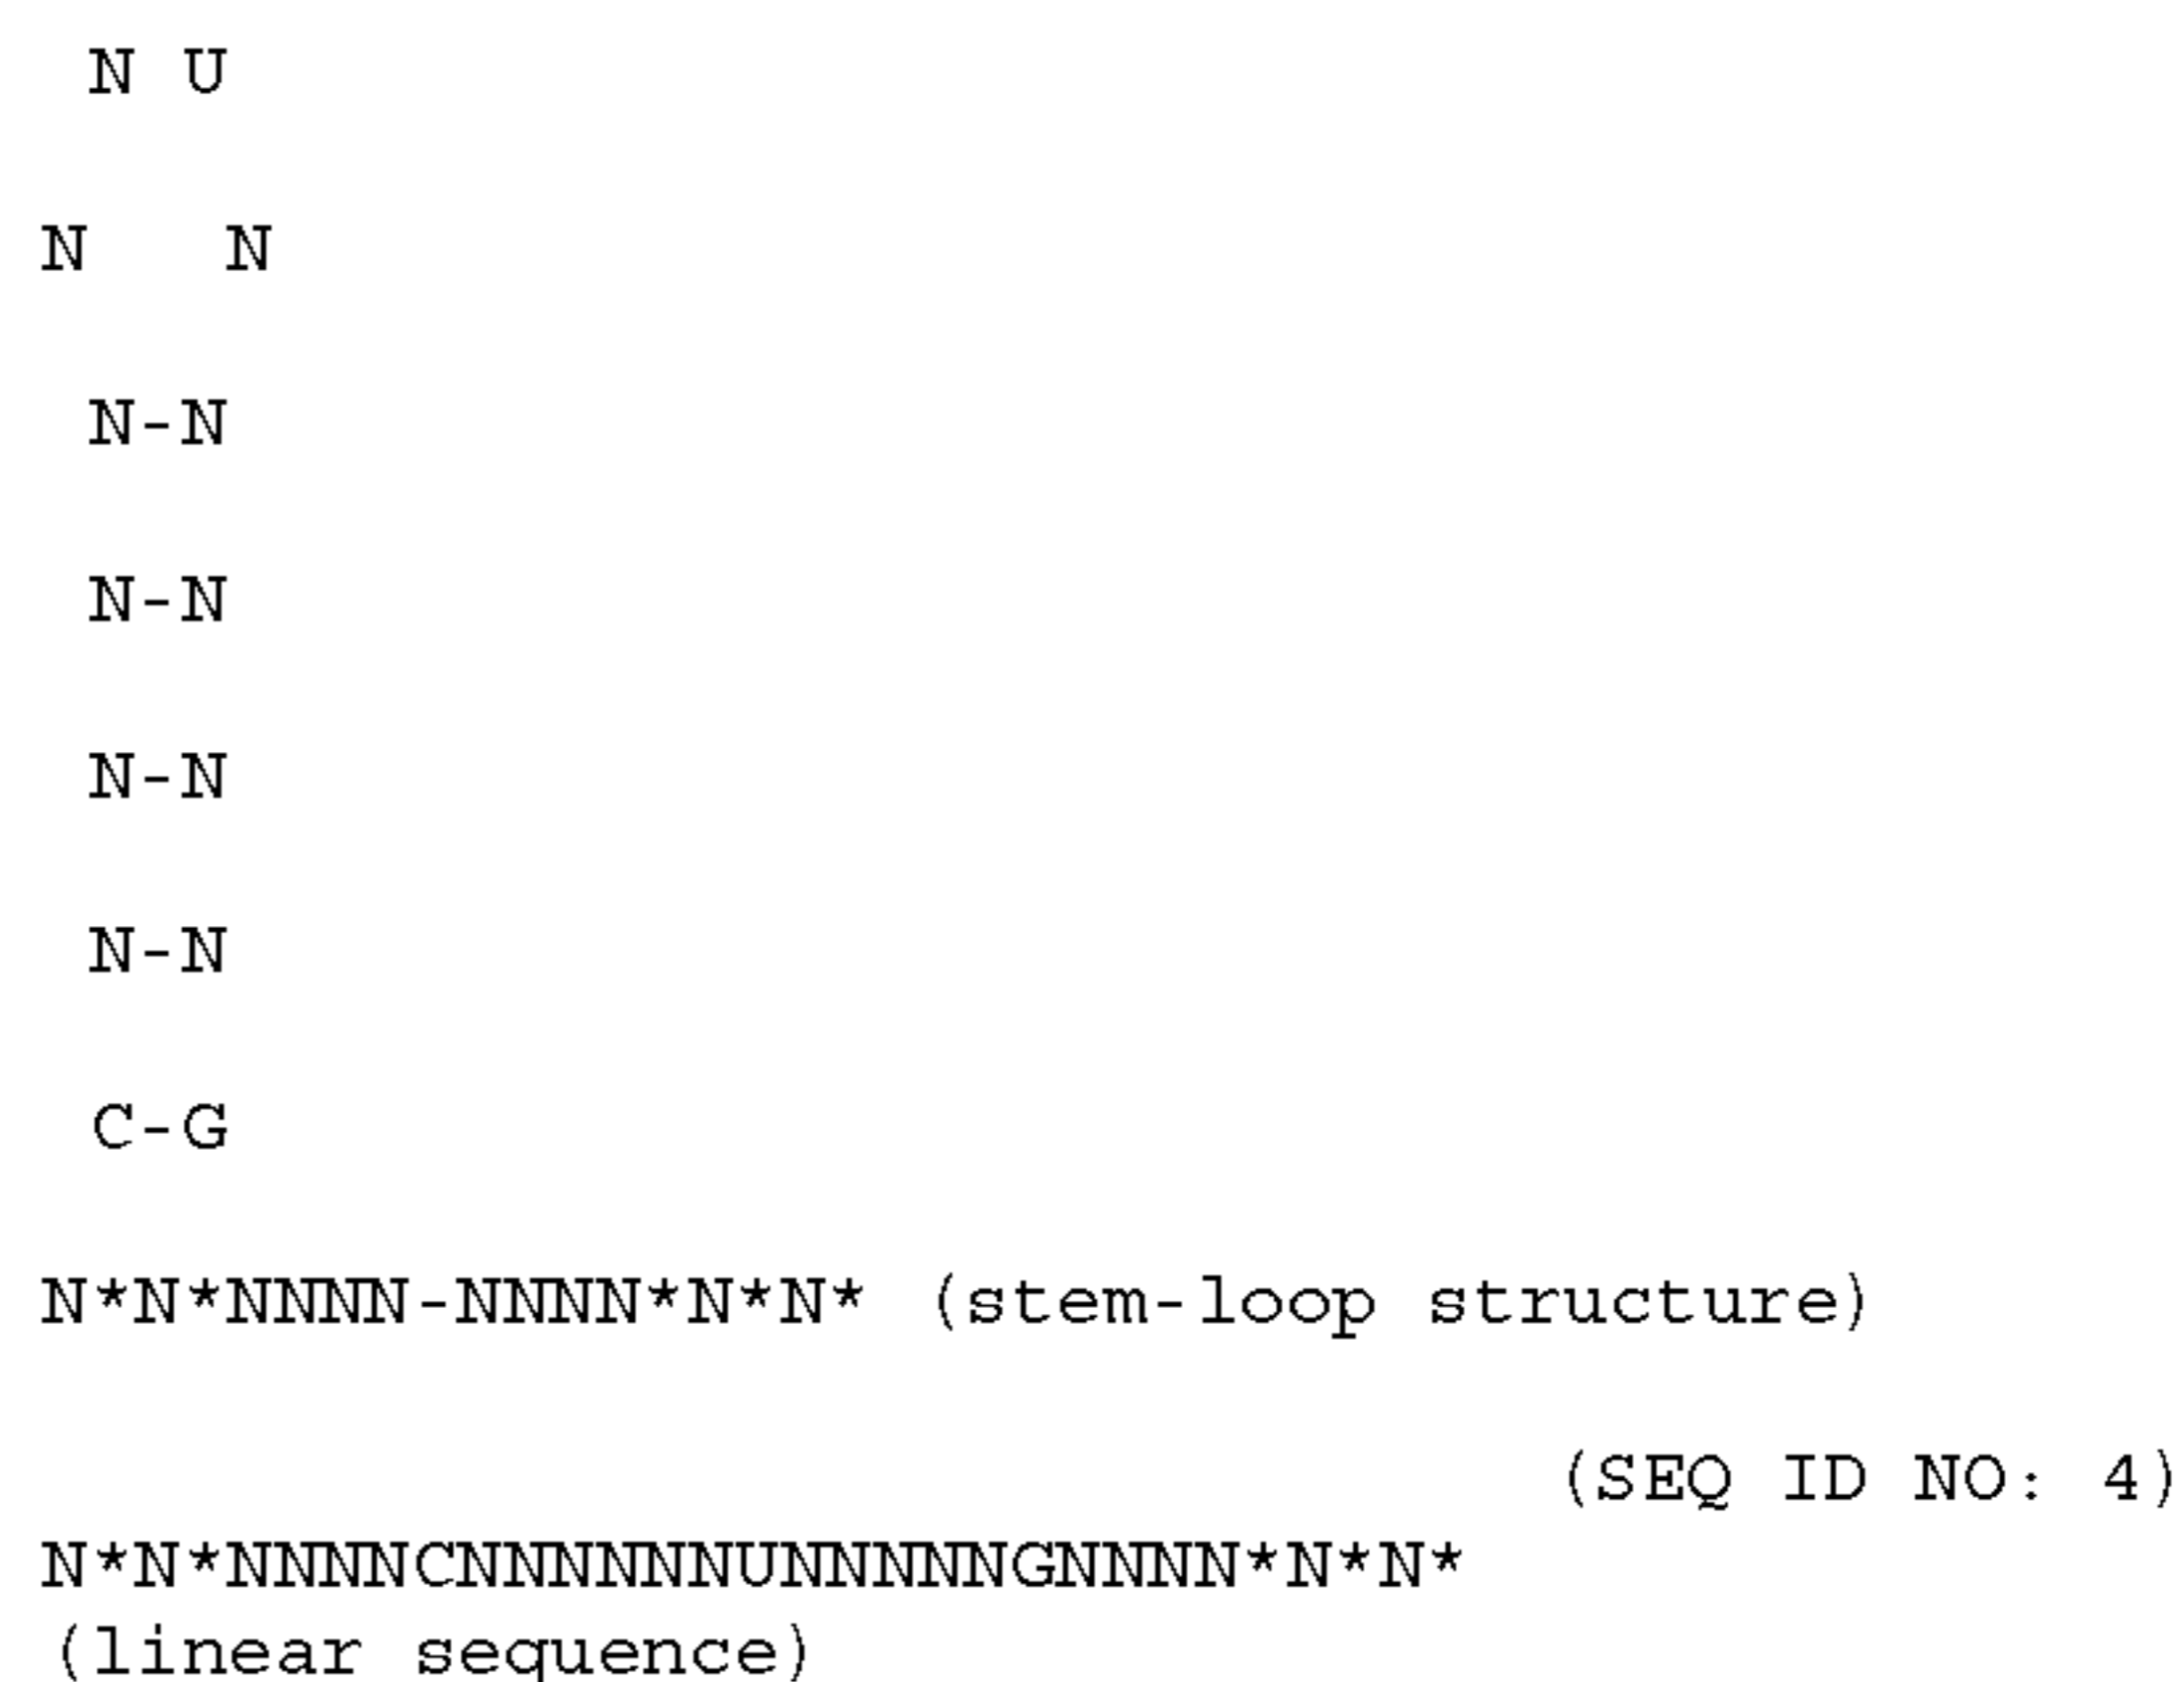 N U
N N
N-N
N-N
N-N
N-N
C-G
N*N*NNNN-NNNN*N*N* (stem-loop structure)
(SEQ ID NO: 4)
N*N*NNNNCNNNNNNUNNNNNGNNNN*N*N*
(linear sequence)